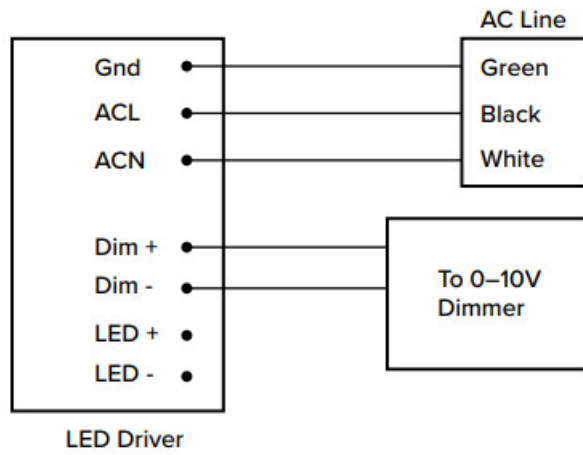 AC Line
Gnd
Green
ACL
Black
ACN
White
Dim +
Dim -
To 0–10V
Dimmer
LED +
LED -
LED Driver